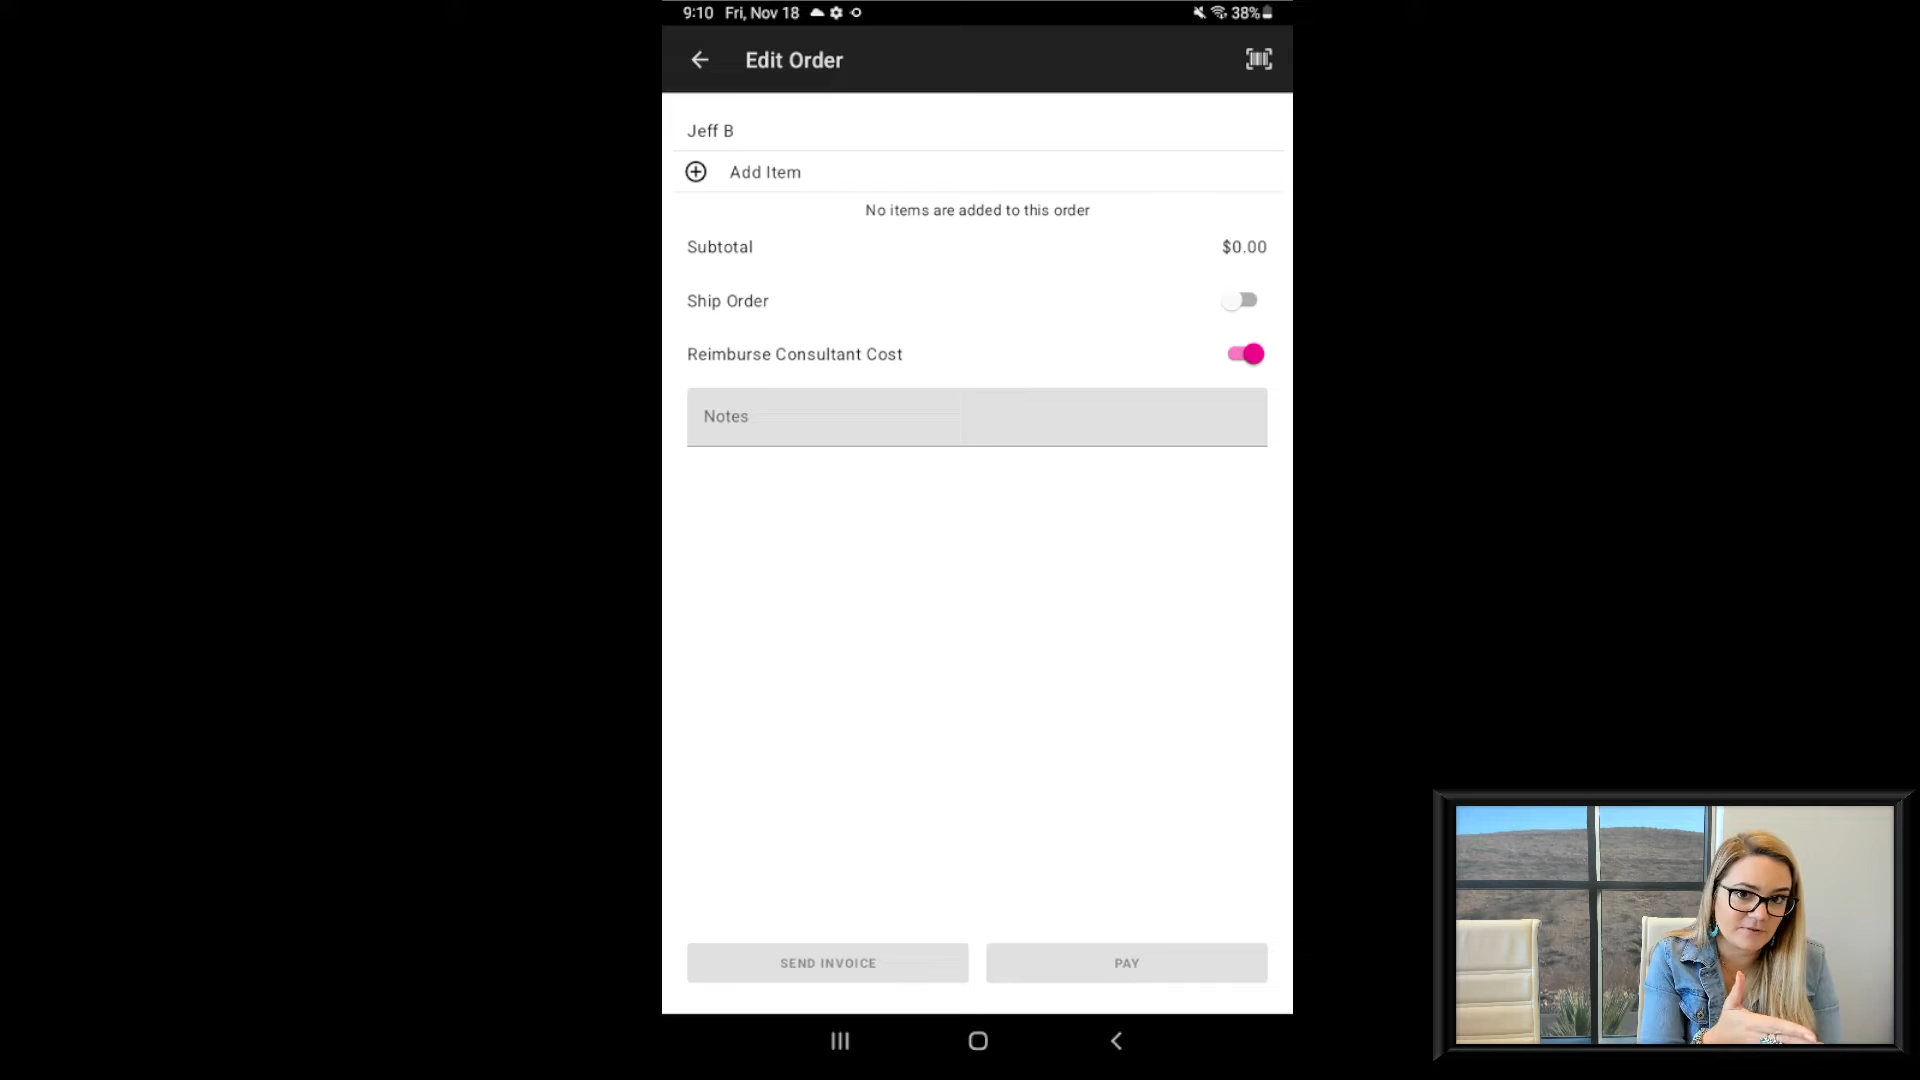 9:10 Fri, Nov 18 38%
Edit Order
Jeff B
Add Item
No items are added to this order
Subtotal $0.00
Ship Order
Reimburse Consultant Cost
Notes
SEND INVOICE PAY